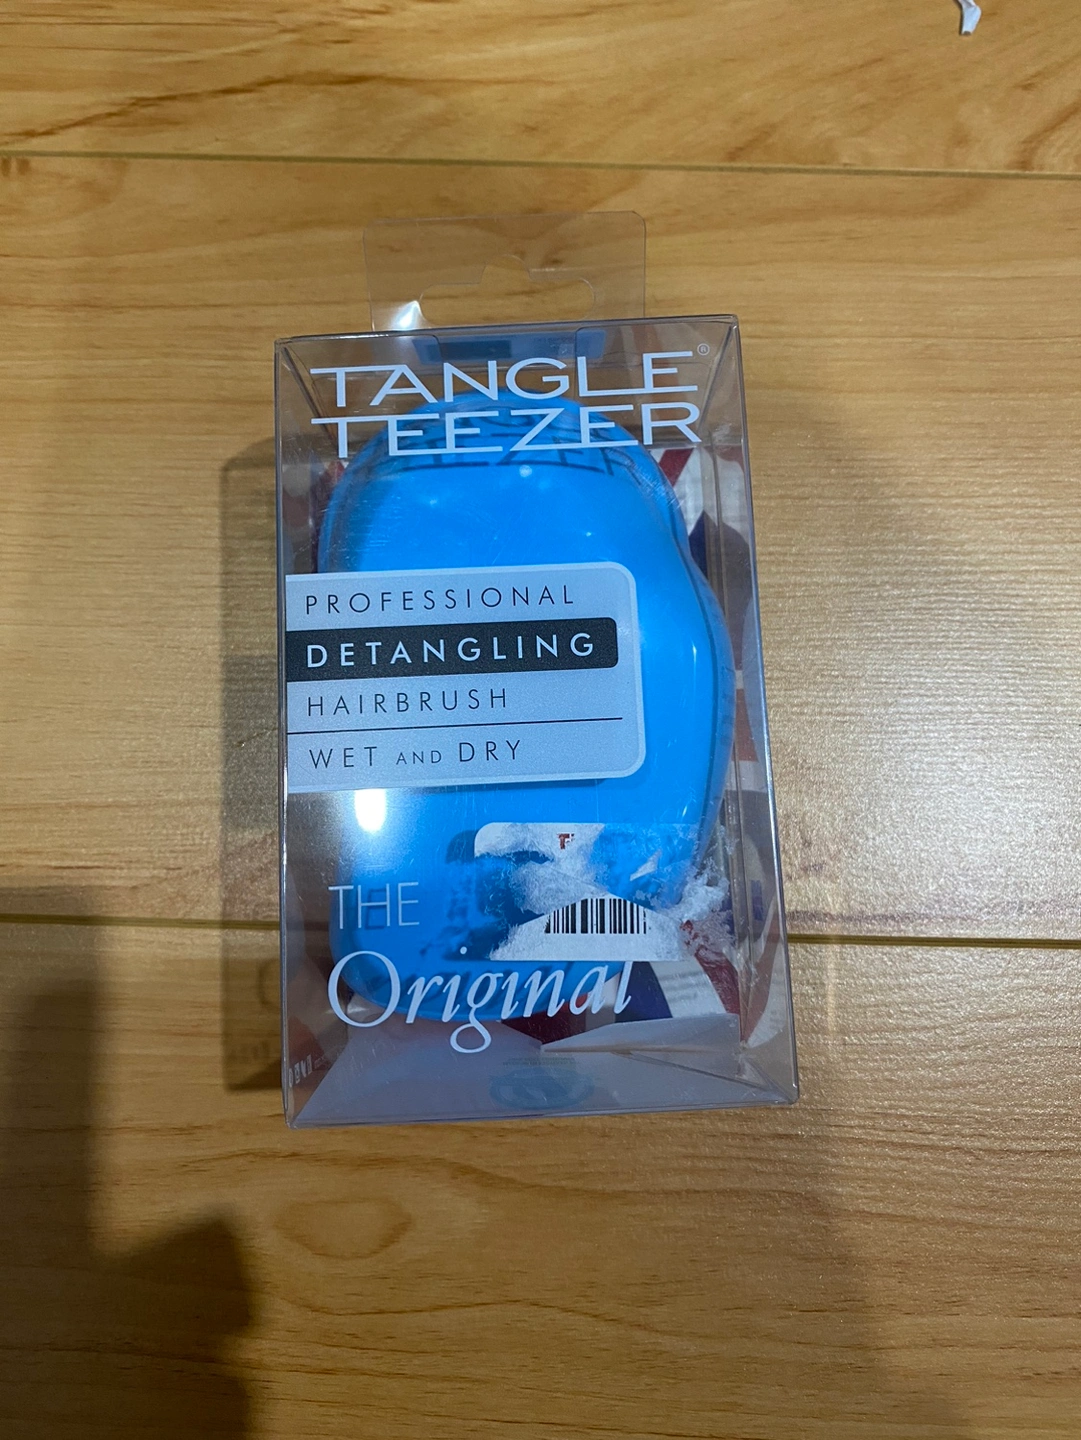 TANGLE®
TEEZER
PROFESSIONAL
DETANGLING
HAIRBRUSH
WET AND DRY
THE
Original